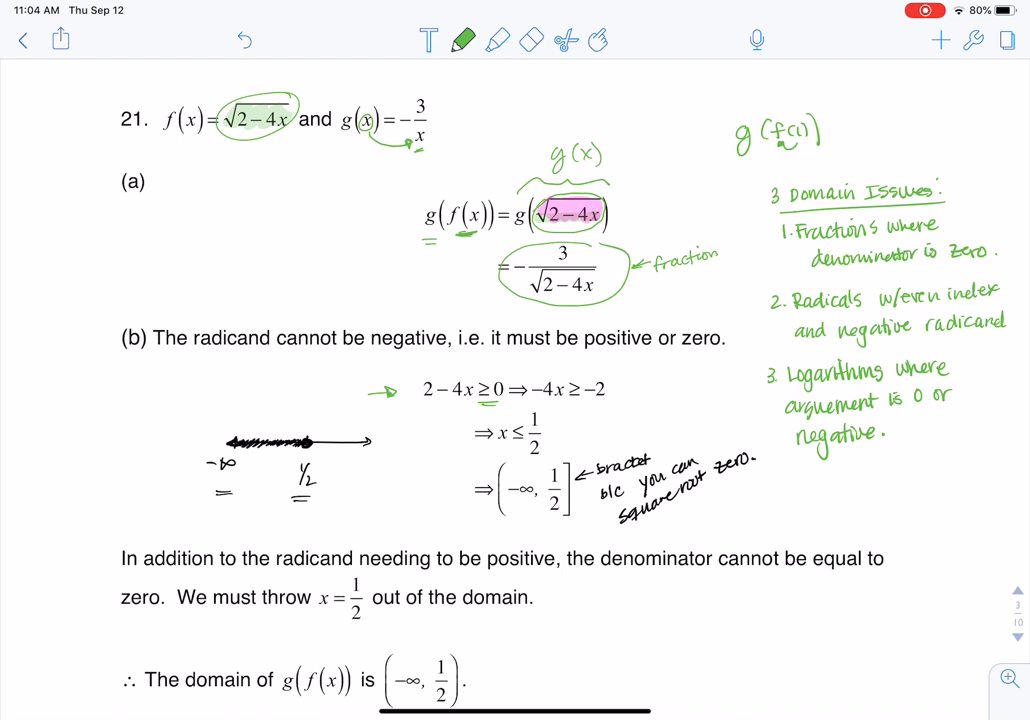 11:04 AM Thu Sep 12
80%
T
21. f(x) = √(2 − 4x) and g(x) = − 3/x
g(f(x))
(a)
g(x)
g(f(x)) = g(√(2 − 4x))
= − 3/√(2 − 4x)
← fraction
3 Domain Issues:
1. Fractions where
denominator is zero.
2. Radicals w/even index
and negative radicand
3. Logarithms where
arguement is 0 or
negative.
(b) The radicand cannot be negative, i.e. it must be positive or zero.
→ 2 − 4x ≥ 0 ⇒ −4x ≥ −2
⇒ x ≤ 1/2
−∞ 1/2
⇒ (−∞, 1/2]
← bracket
b/c you can
square root zero.
In addition to the radicand needing to be positive, the denominator cannot be equal to
zero. We must throw x = 1/2 out of the domain.
∴ The domain of g(f(x)) is (−∞, 1/2).
3
10